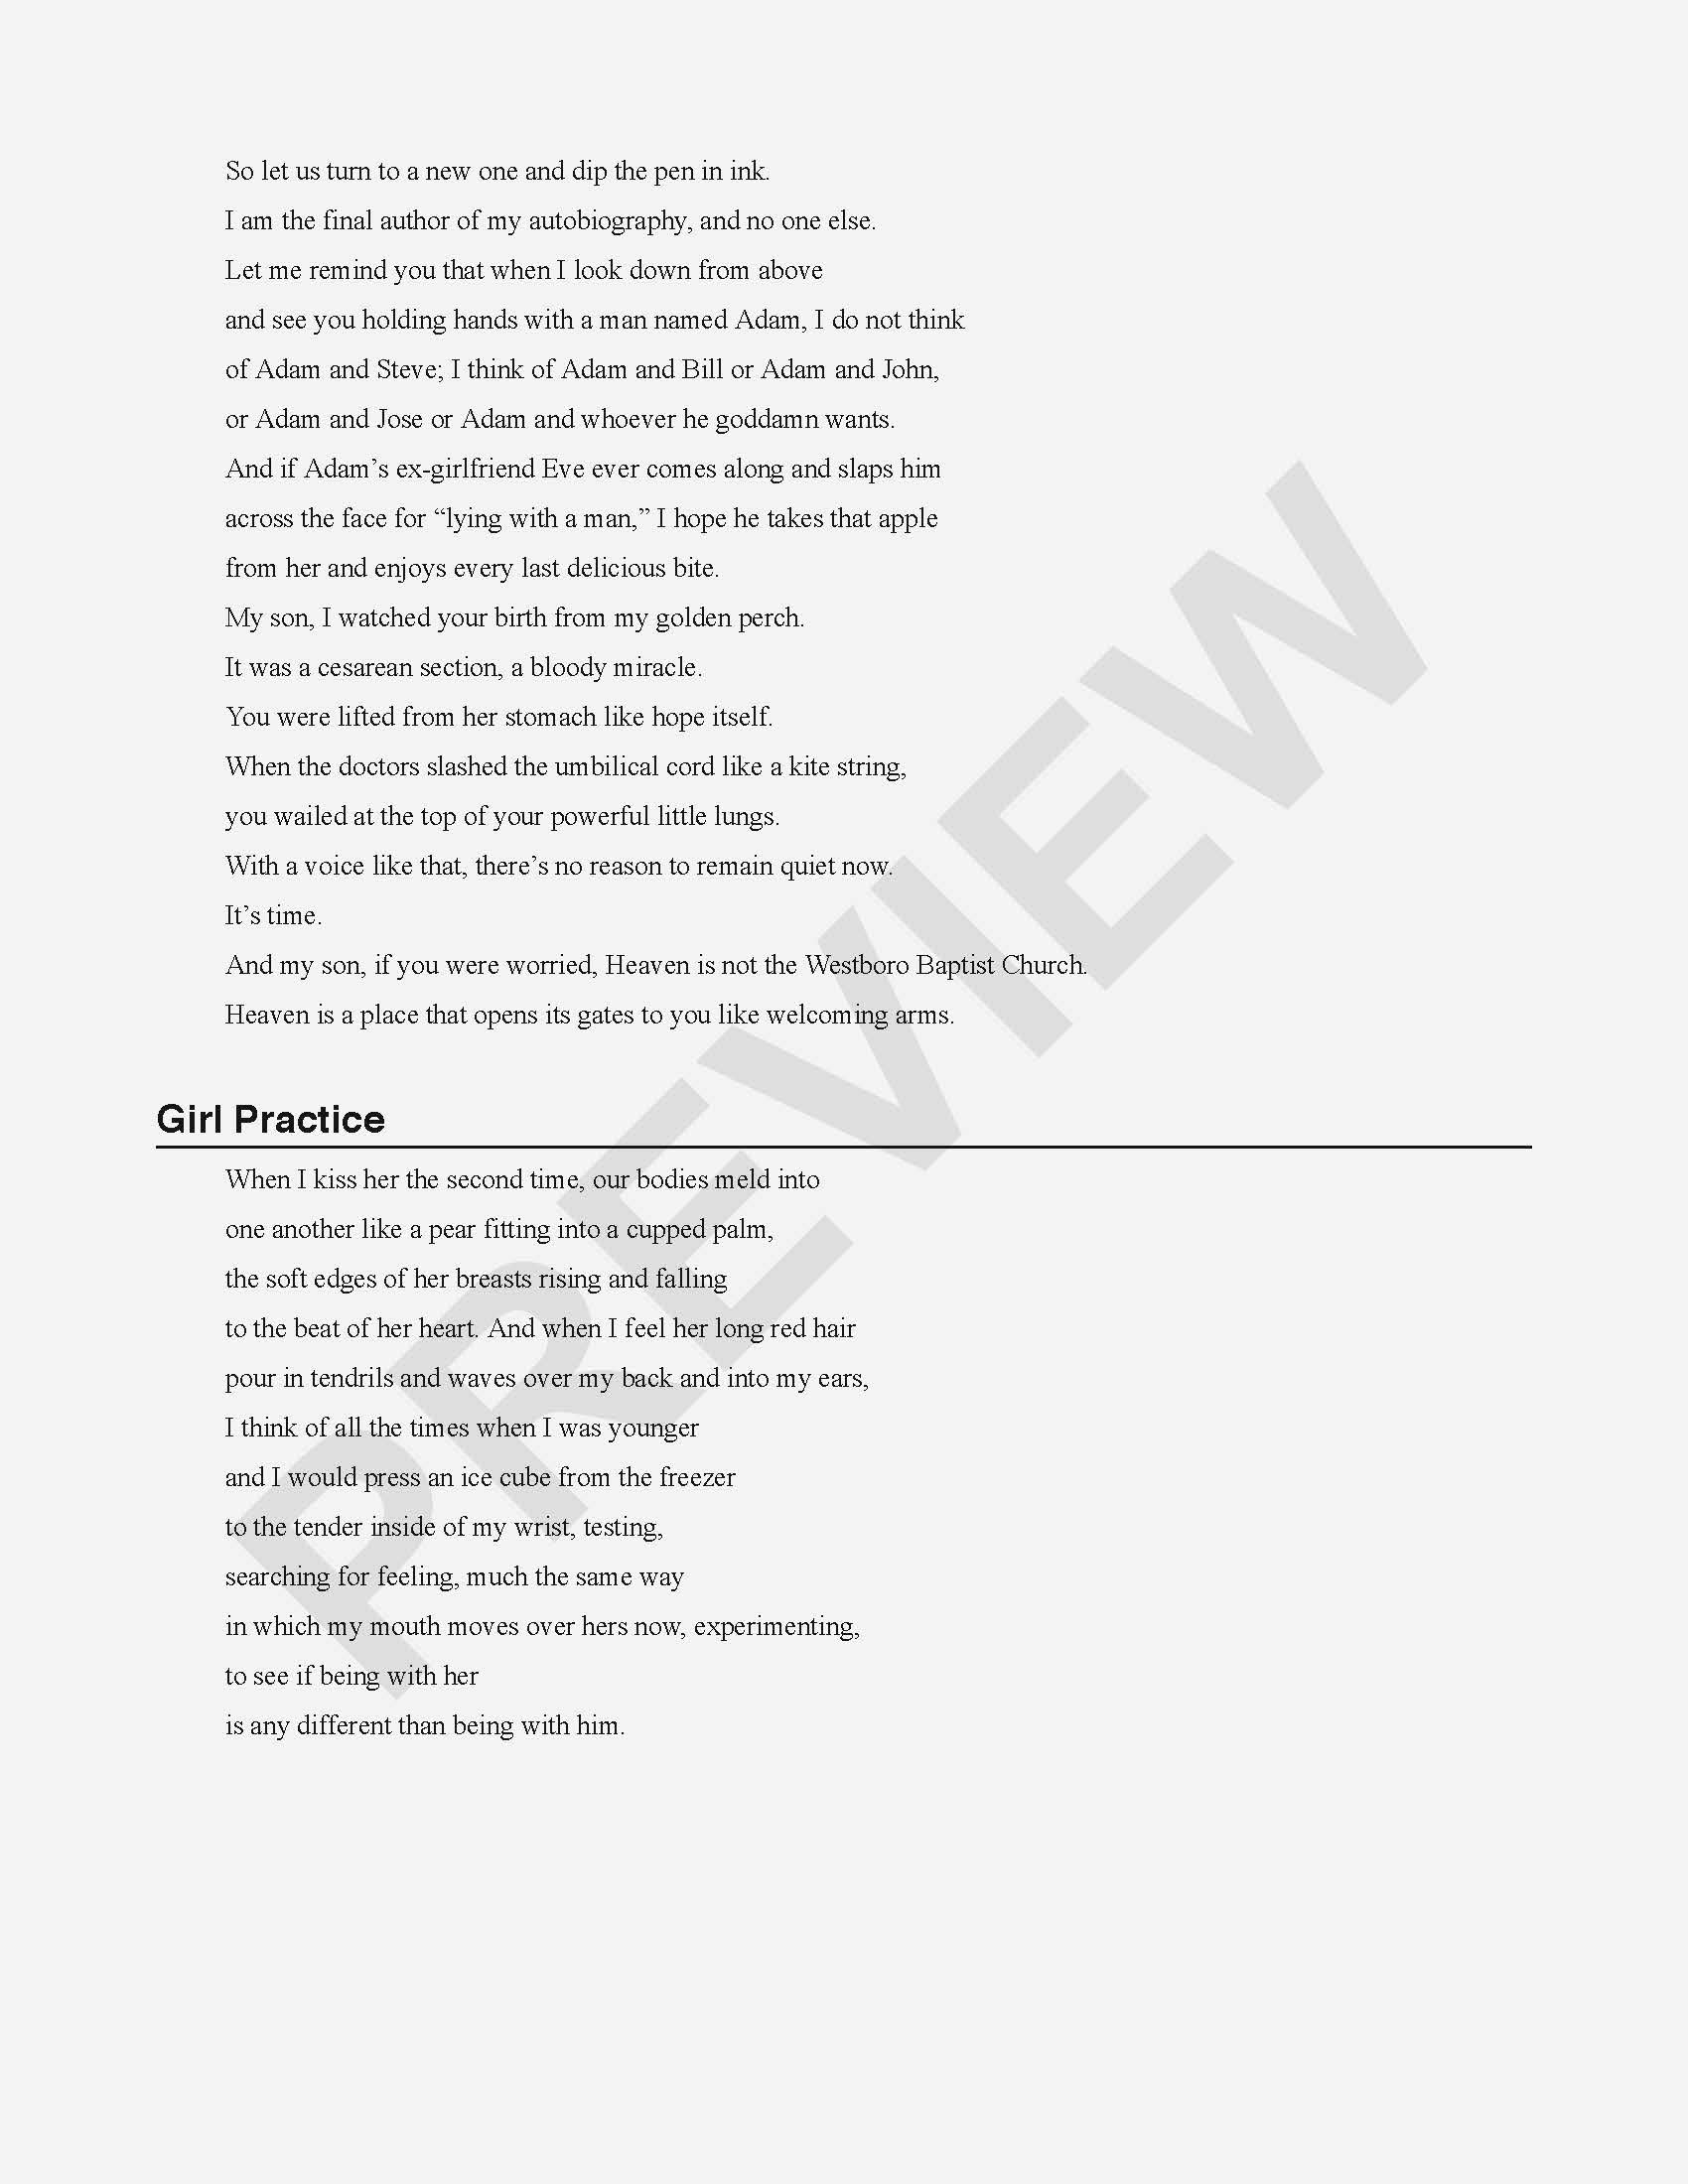 So let us turn to a new one and dip the pen in ink.
I am the final author of my autobiography, and no one else.
Let me remind you that when I look down from above
and see you holding hands with a man named Adam, I do not think
of Adam and Steve; I think of Adam and Bill or Adam and John,
or Adam and Jose or Adam and whoever he goddamn wants.
And if Adam’s ex-girlfriend Eve ever comes along and slaps him
across the face for “lying with a man,” I hope he takes that apple
from her and enjoys every last delicious bite.
My son, I watched your birth from my golden perch.
It was a cesarean section, a bloody miracle.
You were lifted from her stomach like hope itself.
When the doctors slashed the umbilical cord like a kite string,
you wailed at the top of your powerful little lungs.
With a voice like that, there’s no reason to remain quiet now.
It’s time.
And my son, if you were worried, Heaven is not the Westboro Baptist Church.
Heaven is a place that opens its gates to you like welcoming arms.
Girl Practice
When I kiss her the second time, our bodies meld into
one another like a pear fitting into a cupped palm,
the soft edges of her breasts rising and falling
to the beat of her heart. And when I feel her long red hair
pour in tendrils and waves over my back and into my ears,
I think of all the times when I was younger
and I would press an ice cube from the freezer
to the tender inside of my wrist, testing,
searching for feeling, much the same way
in which my mouth moves over hers now, experimenting,
to see if being with her
is any different than being with him.
PREVIEW